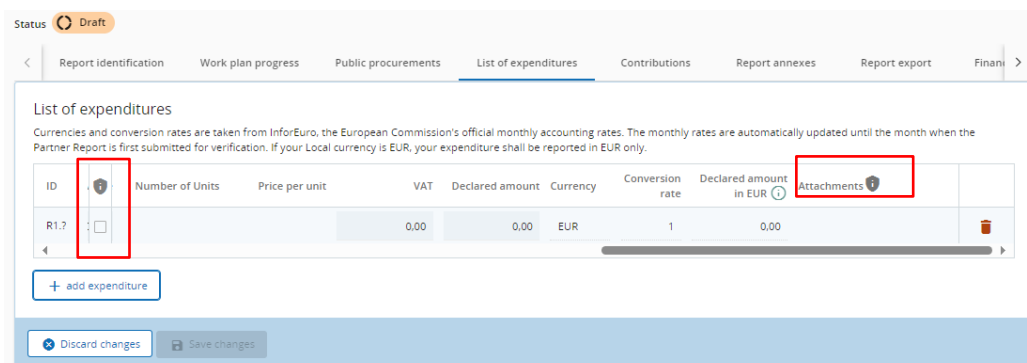 Status Draft
Report identification Work plan progress Public procurements List of expenditures Contributions Report annexes Report export Finan
List of expenditures
Currencies and conversion rates are taken from InforEuro, the European Commission's official monthly accounting rates. The monthly rates are automatically updated until the month when the
Partner Report is first submitted for verification. If your Local currency is EUR, your expenditure shall be reported in EUR only.
ID Number of Units Price per unit VAT Declared amount Currency Conversion rate Declared amount in EUR Attachments
R1.? 0,00 0,00 EUR 1 0,00
+ add expenditure
Discard changes Save changes